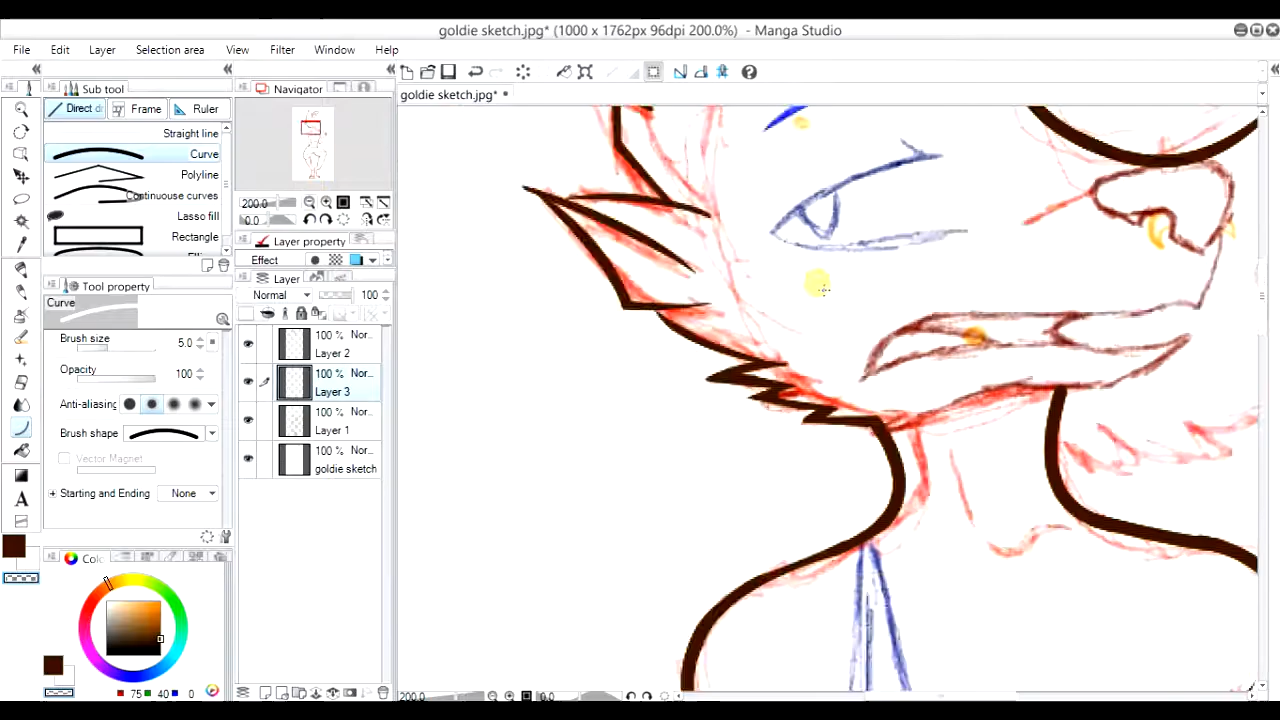 goldie sketch.jpg* (1000 x 1762px 96dpi 200.0%) - Manga Studio
File Edit Layer Selection area View Filter Window Help
Sub tool
Navigator
goldie sketch.jpg*
Direct dr Frame Ruler
Straight line
Curve
Polyline
Continuous curves
Lasso fill
Rectangle
200.0
0.0
Layer property
Effect
Tool property
Layer
Curve
Normal 100
Brush size 5.0
Opacity 100
Anti-aliasing
Brush shape
Vector Magnet
Starting and Ending None
100 % Nor...
Layer 2
100 % Nor...
Layer 3
100 % Nor...
Layer 1
100 % Nor...
goldie sketch
A
Colo
75 40 0
200.0 0.0